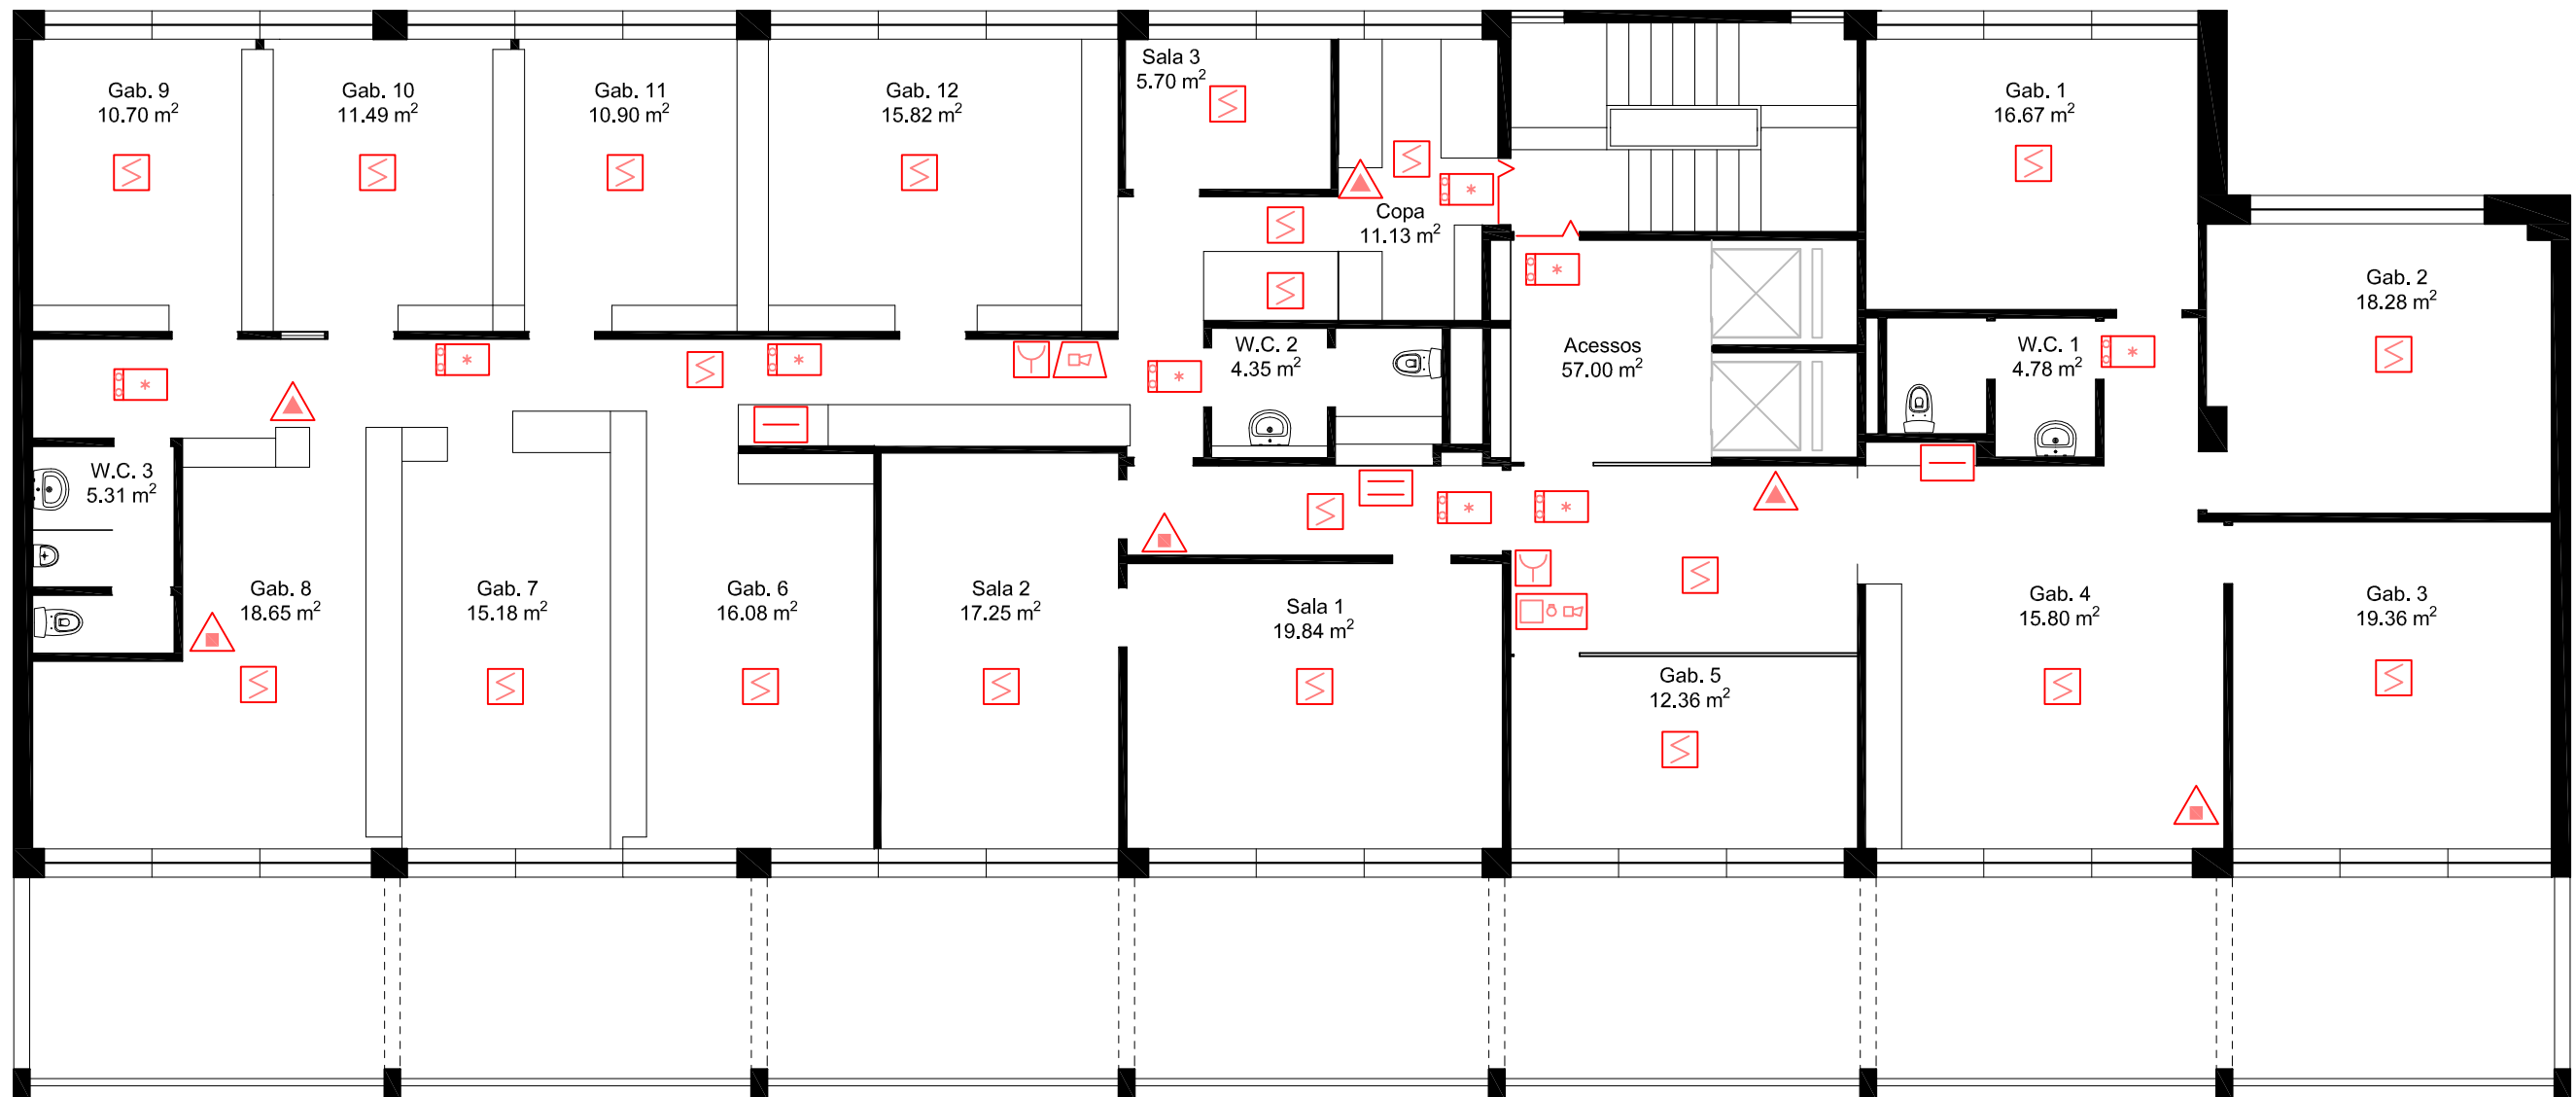 Gab. 9
10.70 m²
Gab. 10
11.49 m²
Gab. 11
10.90 m²
Gab. 12
15.82 m²
Sala 3
5.70 m²
Copa
11.13 m²
Gab. 1
16.67 m²
Gab. 2
18.28 m²
W.C. 2
4.35 m²
Acessos
57.00 m²
W.C. 1
4.78 m²
W.C. 3
5.31 m²
Gab. 8
18.65 m²
Gab. 7
15.18 m²
Gab. 6
16.08 m²
Sala 2
17.25 m²
Sala 1
19.84 m²
Gab. 5
12.36 m²
Gab. 4
15.80 m²
Gab. 3
19.36 m²